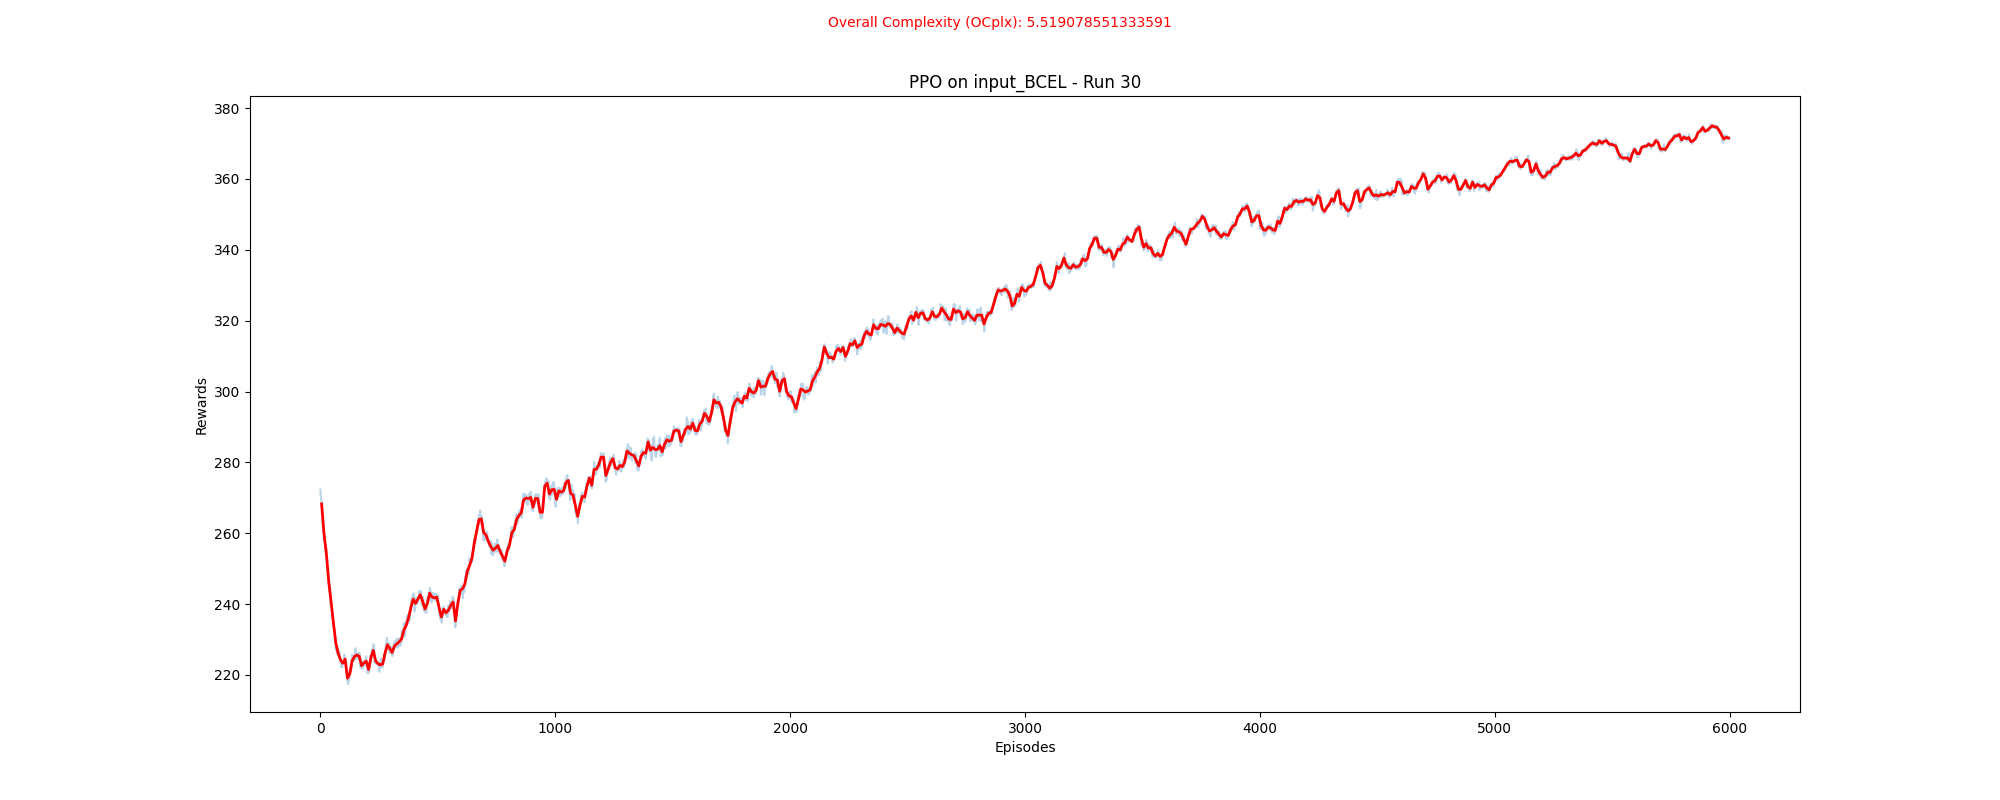 Overall Complexity (OCplx): 5.519078551333591
PPO on input_BCEL - Run 30
380
360
340
320
300
280
260
240
220
Rewards
0 1000 2000 3000 4000 5000 6000
Episodes